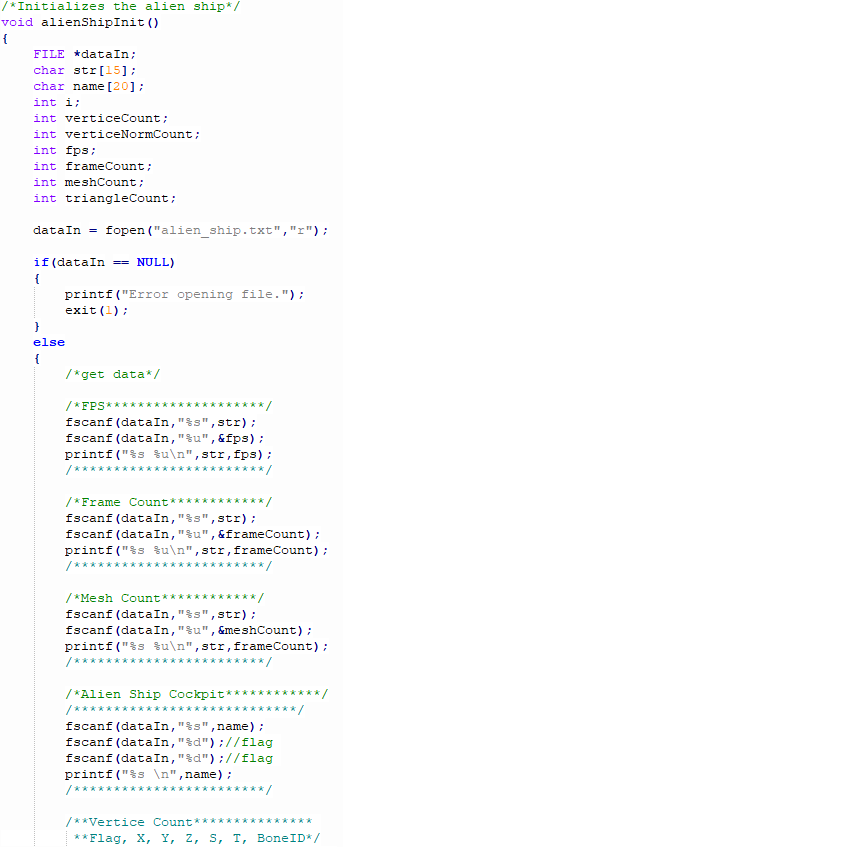 /*Initializes the alien ship*/
void alienShipInit()
{
FILE *dataIn;
char str[15];
char name[20];
int i;
int verticeCount;
int verticeNormCount;
int fps;
int frameCount;
int meshCount;
int triangleCount;
dataIn = fopen("alien_ship.txt","r");
if(dataIn == NULL)
{
printf("Error opening file.");
exit(1);
}
else
{
/*get data*/
/*FPS********************/
fscanf(dataIn,"%s",str);
fscanf(dataIn,"%u",&fps);
printf("%s %u\n",str,fps);
/************************/
/*Frame Count************/
fscanf(dataIn,"%s",str);
fscanf(dataIn,"%u",&frameCount);
printf("%s %u\n",str,frameCount);
/************************/
/*Mesh Count************/
fscanf(dataIn,"%s",str);
fscanf(dataIn,"%u",&meshCount);
printf("%s %u\n",str,frameCount);
/************************/
/*Alien Ship Cockpit************/
/****************************/
fscanf(dataIn,"%s",name);
fscanf(dataIn,"%d");//flag
fscanf(dataIn,"%d");//flag
printf("%s \n",name);
/************************/
/**Vertice Count***************
**Flag, X, Y, Z, S, T, BoneID*/